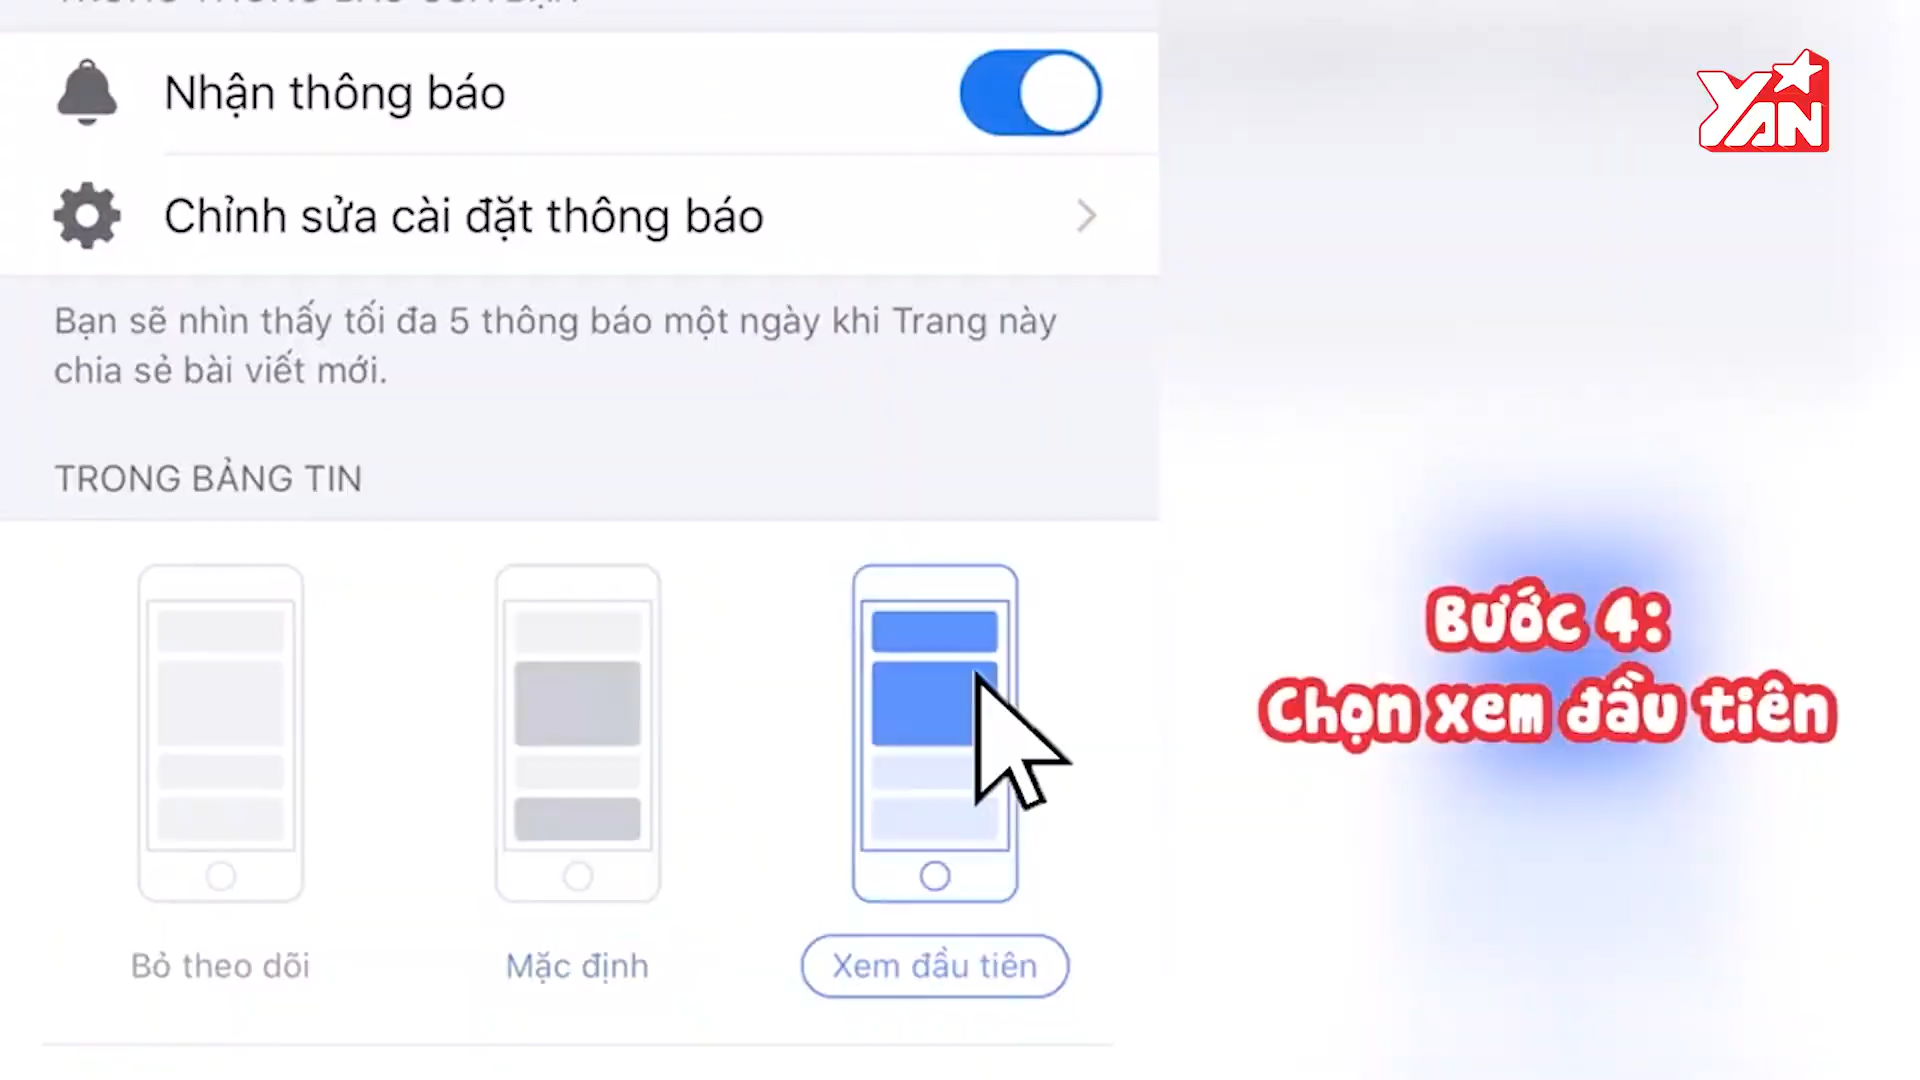 Nhận thông báo
Chỉnh sửa cài đặt thông báo
Bạn sẽ nhìn thấy tối đa 5 thông báo một ngày khi Trang này
chia sẻ bài viết mới.
TRONG BẢNG TIN
Bỏ theo dõi
Mặc định
Xem đầu tiên
YAN
Bước 4:
Chọn xem đầu tiên